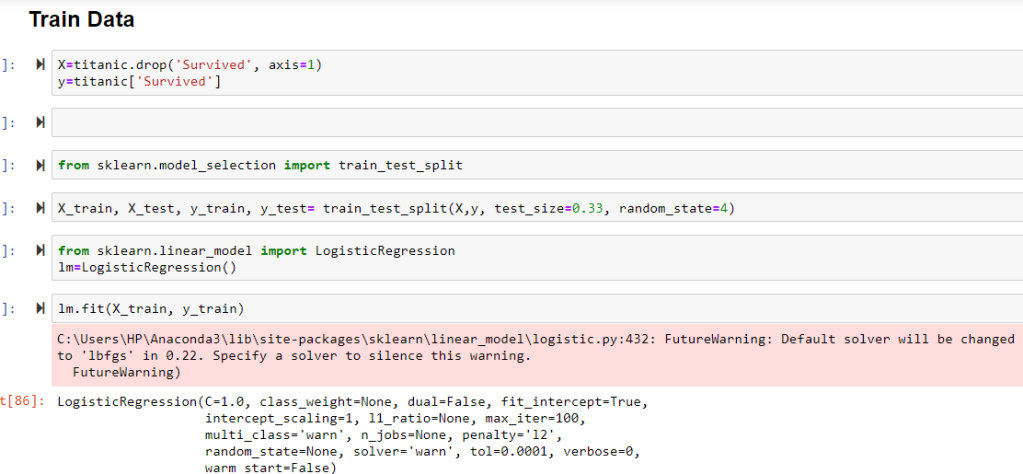 Train Data
]: X=titanic.drop('Survived', axis=1)
y=titanic['Survived']
]:
]: from sklearn.model_selection import train_test_split
]: X_train, X_test, y_train, y_test= train_test_split(X,y, test_size=0.33, random_state=4)
]: from sklearn.linear_model import LogisticRegression
lm=LogisticRegression()
]: lm.fit(X_train, y_train)
C:\Users\HP\Anaconda3\lib\site-packages\sklearn\linear_model\logistic.py:432: FutureWarning: Default solver will be changed
to 'lbfgs' in 0.22. Specify a solver to silence this warning.
FutureWarning)
t[86]: LogisticRegression(C=1.0, class_weight=None, dual=False, fit_intercept=True,
intercept_scaling=1, l1_ratio=None, max_iter=100,
multi_class='warn', n_jobs=None, penalty='l2',
random_state=None, solver='warn', tol=0.0001, verbose=0,
warm_start=False)